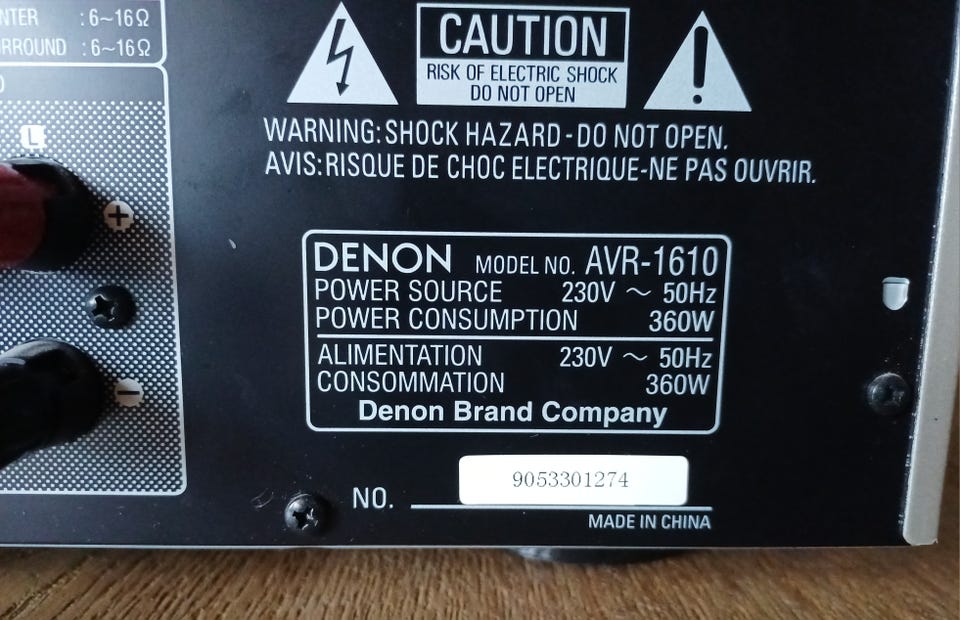 NTER : 6~16Ω
RROUND : 6~16Ω
L
+
−
CAUTION
RISK OF ELECTRIC SHOCK
DO NOT OPEN
WARNING: SHOCK HAZARD - DO NOT OPEN.
AVIS: RISQUE DE CHOC ELECTRIQUE-NE PAS OUVRIR.
DENON MODEL NO. AVR-1610
POWER SOURCE 230V ~ 50Hz
POWER CONSUMPTION 360W
ALIMENTATION 230V ~ 50Hz
CONSOMMATION 360W
Denon Brand Company
NO. 9053301274
MADE IN CHINA